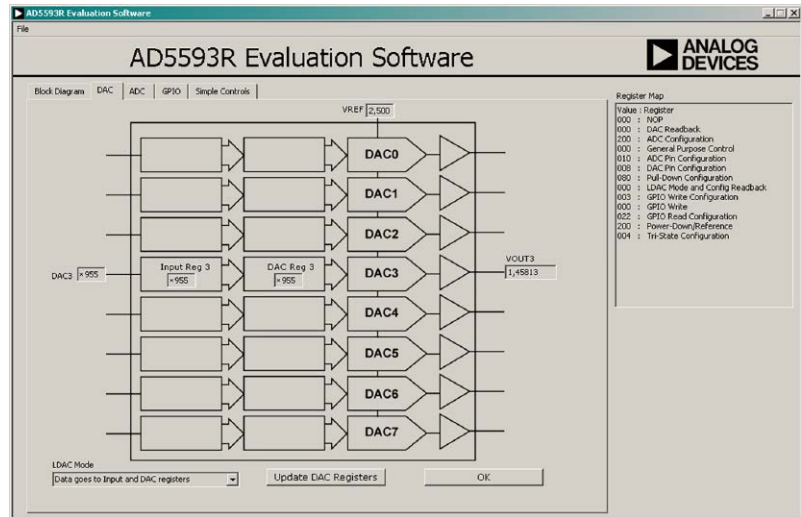 AD5593R Evaluation Software
File
AD5593R Evaluation Software
ANALOG
DEVICES
Block Diagram DAC ADC GPIO Simple Controls
VREF 2,500
DAC0
DAC1
DAC2
DAC3 ×955
Input Reg 3
×955
DAC Reg 3
×955
DAC3
VOUT3
1,45813
DAC4
DAC5
DAC6
DAC7
LDAC Mode
Data goes to Input and DAC registers
Update DAC Registers
OK
Register Map
Value : Register
000 : NOP
000 : DAC Readback
200 : ADC Configuration
000 : General Purpose Control
010 : ADC Pin Configuration
008 : DAC Pin Configuration
080 : Pull-Down Configuration
000 : LDAC Mode and Config Readback
003 : GPIO Write Configuration
000 : GPIO Write
022 : GPIO Read Configuration
200 : Power-Down/Reference
004 : Tri-State Configuration